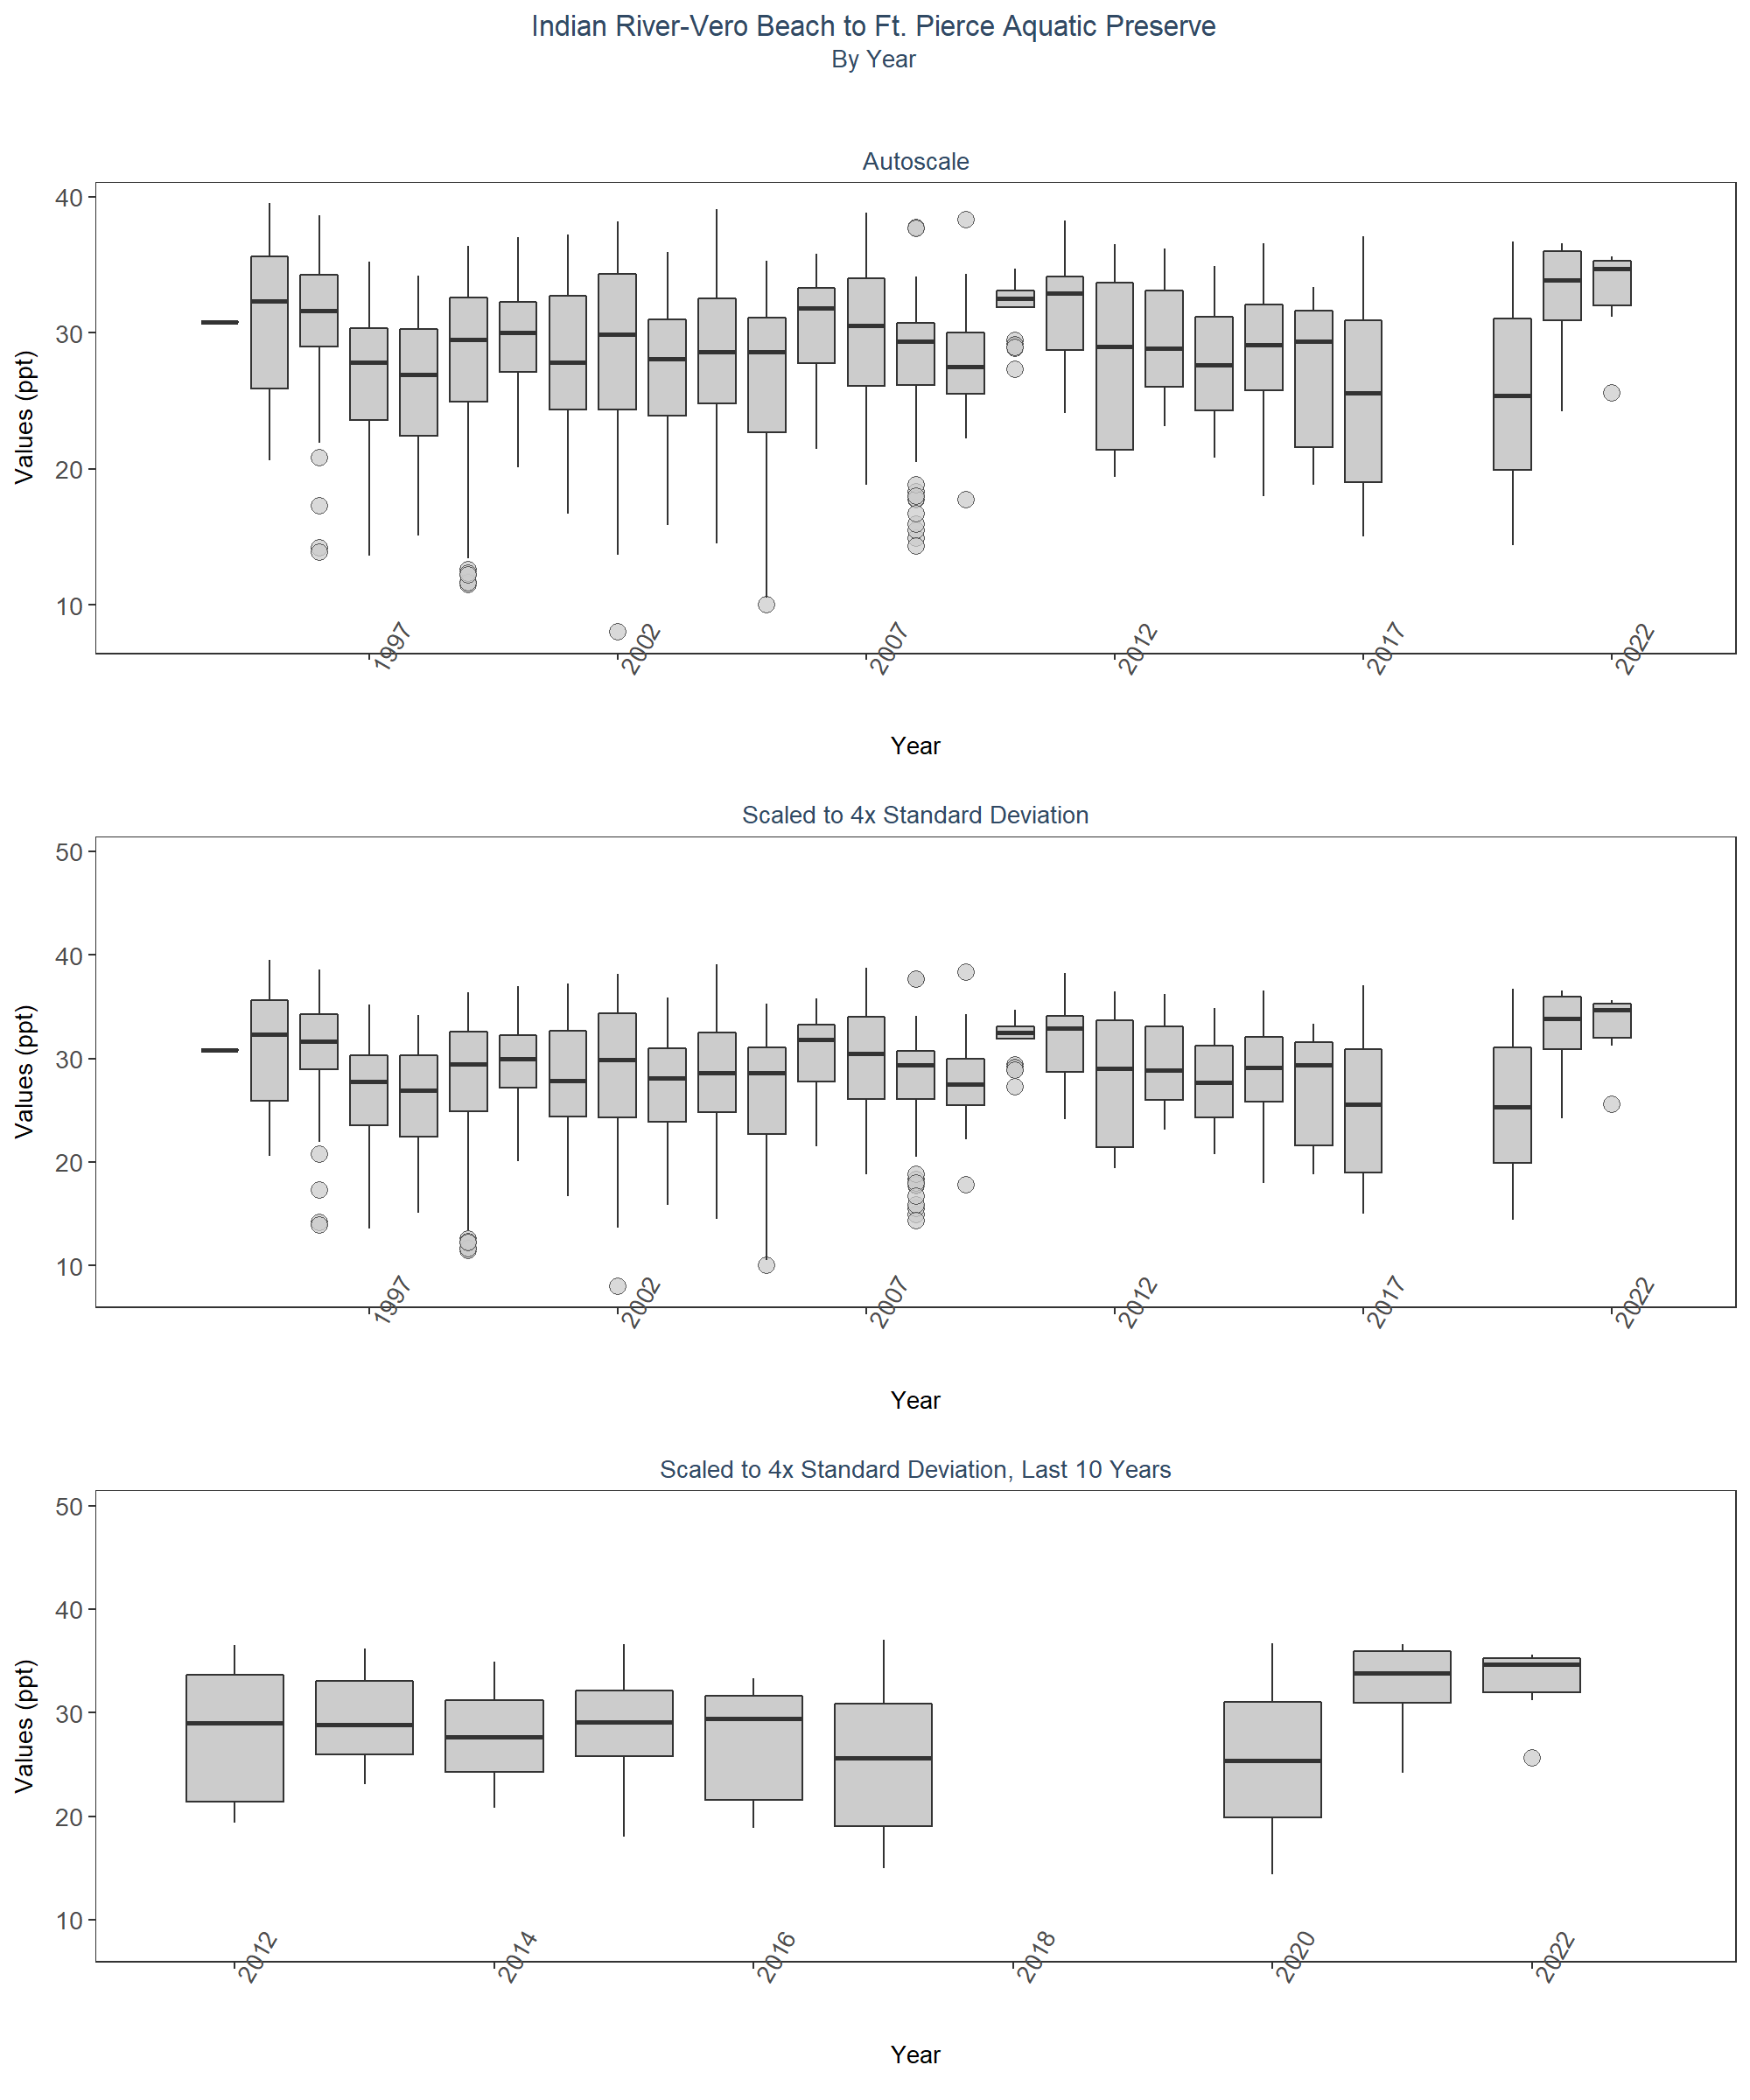 Indian River-Vero Beach to Ft. Pierce Aquatic Preserve
By Year
Autoscale
Values (ppt)
40
30
20
10
1997
2002
2007
2012
2017
2022
Year
Scaled to 4x Standard Deviation
Values (ppt)
50
40
30
20
10
1997
2002
2007
2012
2017
2022
Year
Scaled to 4x Standard Deviation, Last 10 Years
Values (ppt)
50
40
30
20
10
2012
2014
2016
2018
2020
2022
Year